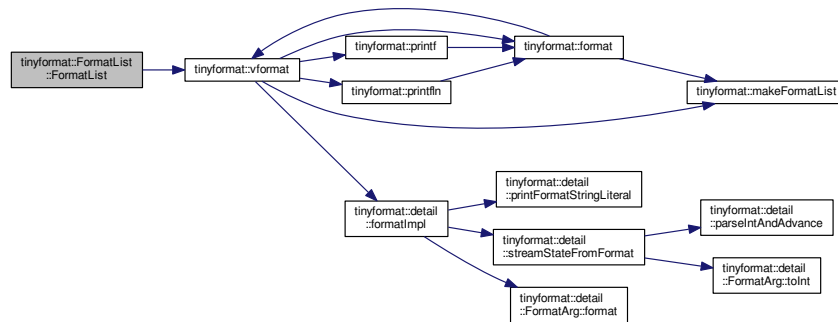 tinyformat::FormatList
::FormatList
tinyformat::vformat
tinyformat::printf
tinyformat::printfln
tinyformat::format
tinyformat::makeFormatList
tinyformat::detail
::formatImpl
tinyformat::detail
::printFormatStringLiteral
tinyformat::detail
::streamStateFromFormat
tinyformat::detail
::FormatArg::format
tinyformat::detail
::parseIntAndAdvance
tinyformat::detail
::FormatArg::toInt